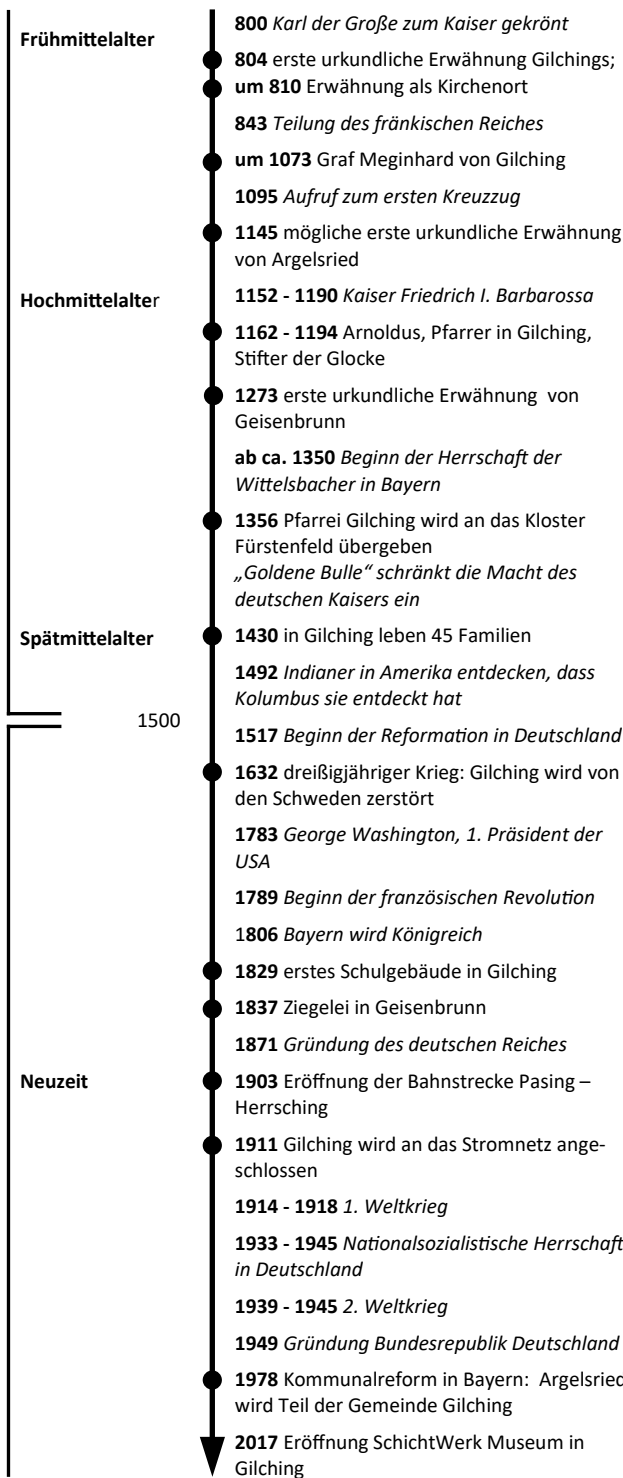 Frühmittelalter
800 Karl der Große zum Kaiser gekrönt
804 erste urkundliche Erwähnung Gilchings;
um 810 Erwähnung als Kirchenort
843 Teilung des fränkischen Reiches
um 1073 Graf Meginhard von Gilching
1095 Aufruf zum ersten Kreuzzug
1145 mögliche erste urkundliche Erwähnung
von Argelsried
Hochmittelalter
1152 - 1190 Kaiser Friedrich I. Barbarossa
1162 - 1194 Arnoldus, Pfarrer in Gilching,
Stifter der Glocke
1273 erste urkundliche Erwähnung von
Geisenbrunn
ab ca. 1350 Beginn der Herrschaft der
Wittelsbacher in Bayern
1356 Pfarrei Gilching wird an das Kloster
Fürstenfeld übergeben
„Goldene Bulle“ schränkt die Macht des
deutschen Kaisers ein
Spätmittelalter
1430 in Gilching leben 45 Familien
1492 Indianer in Amerika entdecken, dass
Kolumbus sie entdeckt hat
1500
1517 Beginn der Reformation in Deutschland
1632 dreißigjähriger Krieg: Gilching wird von
den Schweden zerstört
1783 George Washington, 1. Präsident der
USA
1789 Beginn der französischen Revolution
1806 Bayern wird Königreich
1829 erstes Schulgebäude in Gilching
1837 Ziegelei in Geisenbrunn
1871 Gründung des deutschen Reiches
Neuzeit
1903 Eröffnung der Bahnstrecke Pasing –
Herrsching
1911 Gilching wird an das Stromnetz ange-
schlossen
1914 - 1918 1. Weltkrieg
1933 - 1945 Nationalsozialistische Herrschaft
in Deutschland
1939 - 1945 2. Weltkrieg
1949 Gründung Bundesrepublik Deutschland
1978 Kommunalreform in Bayern: Argelsried
wird Teil der Gemeinde Gilching
2017 Eröffnung SchichtWerk Museum in
Gilching